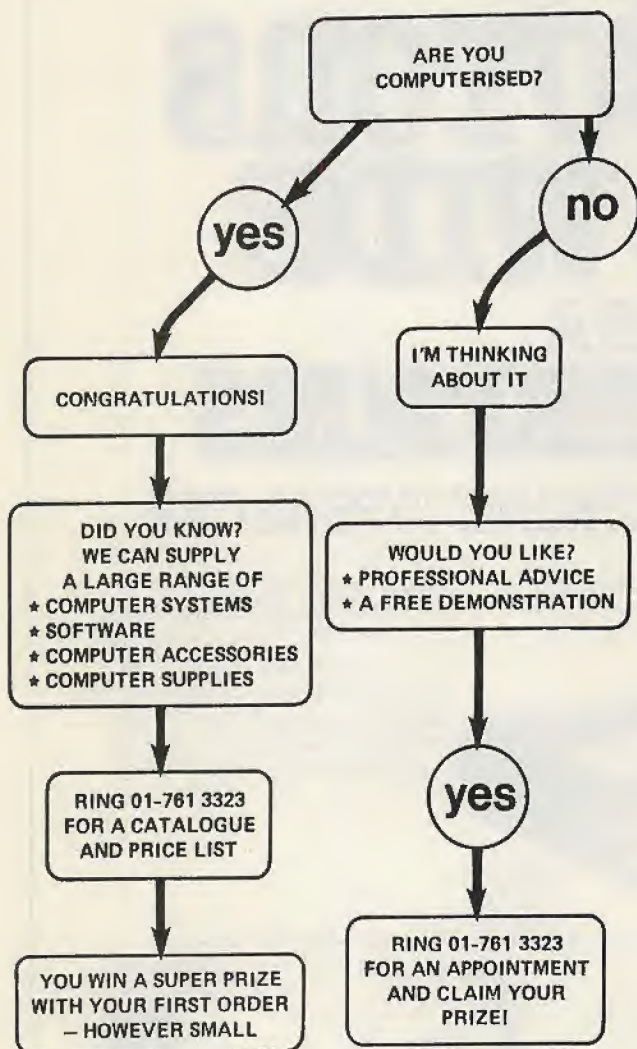 ARE YOU
COMPUTERISED?
yes
no
CONGRATULATIONS!
I'M THINKING
ABOUT IT
DID YOU KNOW?
WE CAN SUPPLY
A LARGE RANGE OF
★ COMPUTER SYSTEMS
★ SOFTWARE
★ COMPUTER ACCESSORIES
★ COMPUTER SUPPLIES
WOULD YOU LIKE?
★ PROFESSIONAL ADVICE
★ A FREE DEMONSTRATION
RING 01-761 3323
FOR A CATALOGUE
AND PRICE LIST
yes
YOU WIN A SUPER PRIZE
WITH YOUR FIRST ORDER
– HOWEVER SMALL
RING 01-761 3323
FOR AN APPOINTMENT
AND CLAIM YOUR
PRIZE!